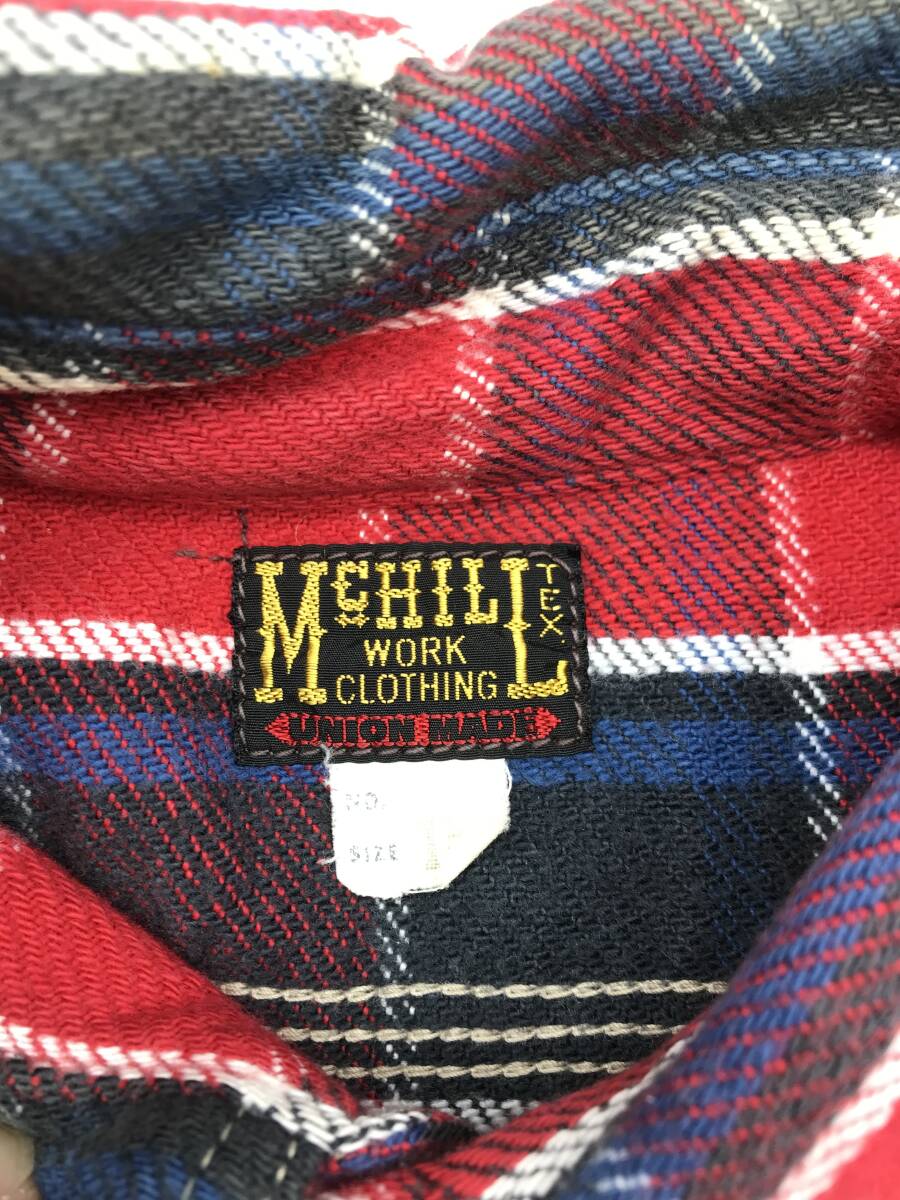 McHILL
TEX
WORK
CLOTHING
UNION MADE
NO.
SIZE